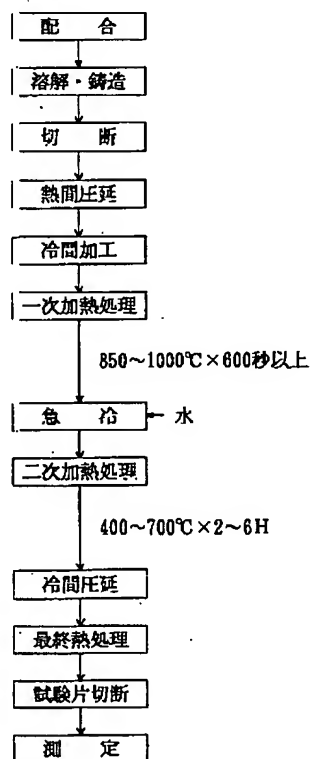 配 合
溶解・鋳造
切 断
熱間圧延
冷間加工
一次加熱処理
850~1000℃×600秒以上
急 冷 ← 水
二次加熱処理
400~700℃×2~6H
冷間圧延
最終熱処理
試験片切断
測 定